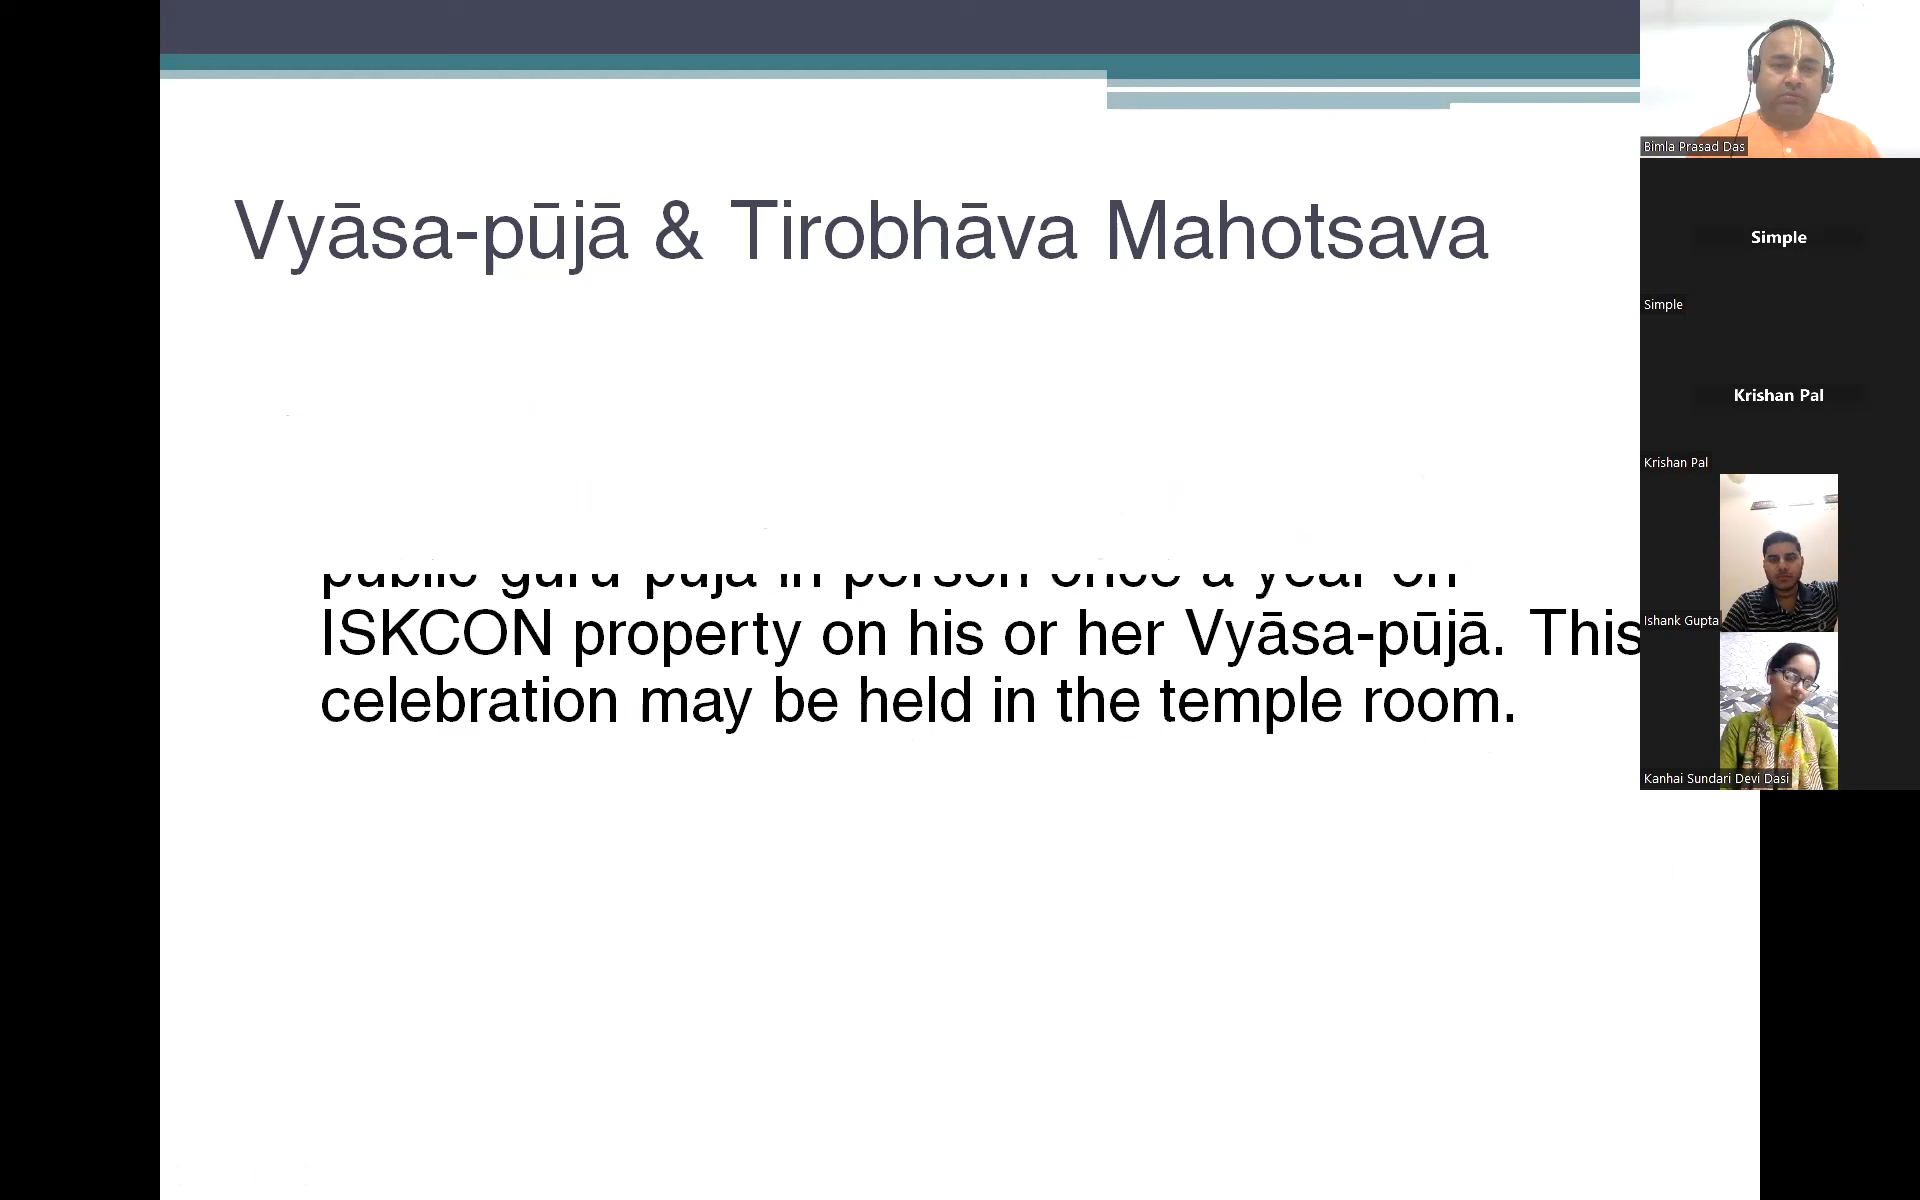 Vyāsa-pūjā & Tirobhāva Mahotsava
public guru-pūjā in person once a year on
ISKCON property on his or her Vyāsa-pūjā. This
celebration may be held in the temple room.
Bimla Prasad Das
Simple
Simple
Krishan Pal
Krishan Pal
Ishank Gupta
Kanhai Sundari Devi Dasi